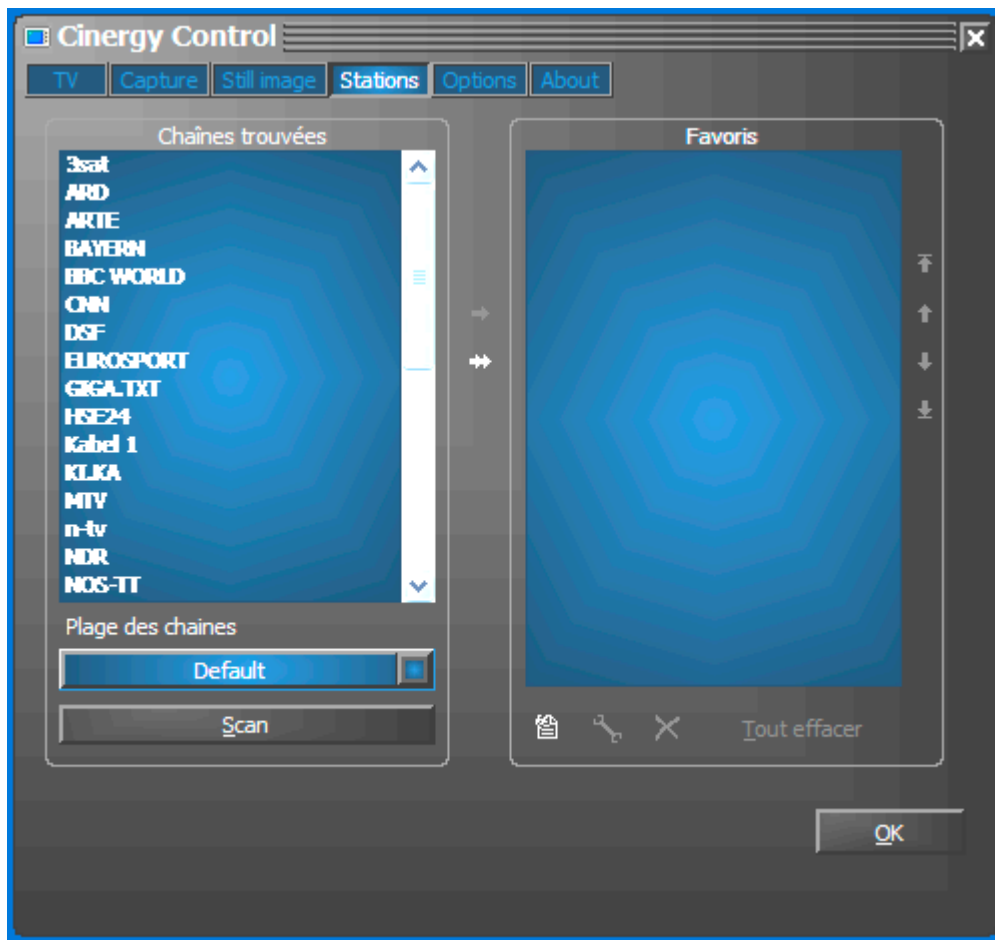 Cinergy Control
TV Capture Still image Stations Options About
Chaînes trouvées
3sat
ARD
ARTE
BAYERN
BBC WORLD
CNN
DSF
EUROSPORT
GIGA.TXT
HSE24
Kabel 1
KI.KA
MTV
n-tv
NDR
NOS-TT
Plage des chaines
Default
Scan
Favoris
Tout effacer
OK